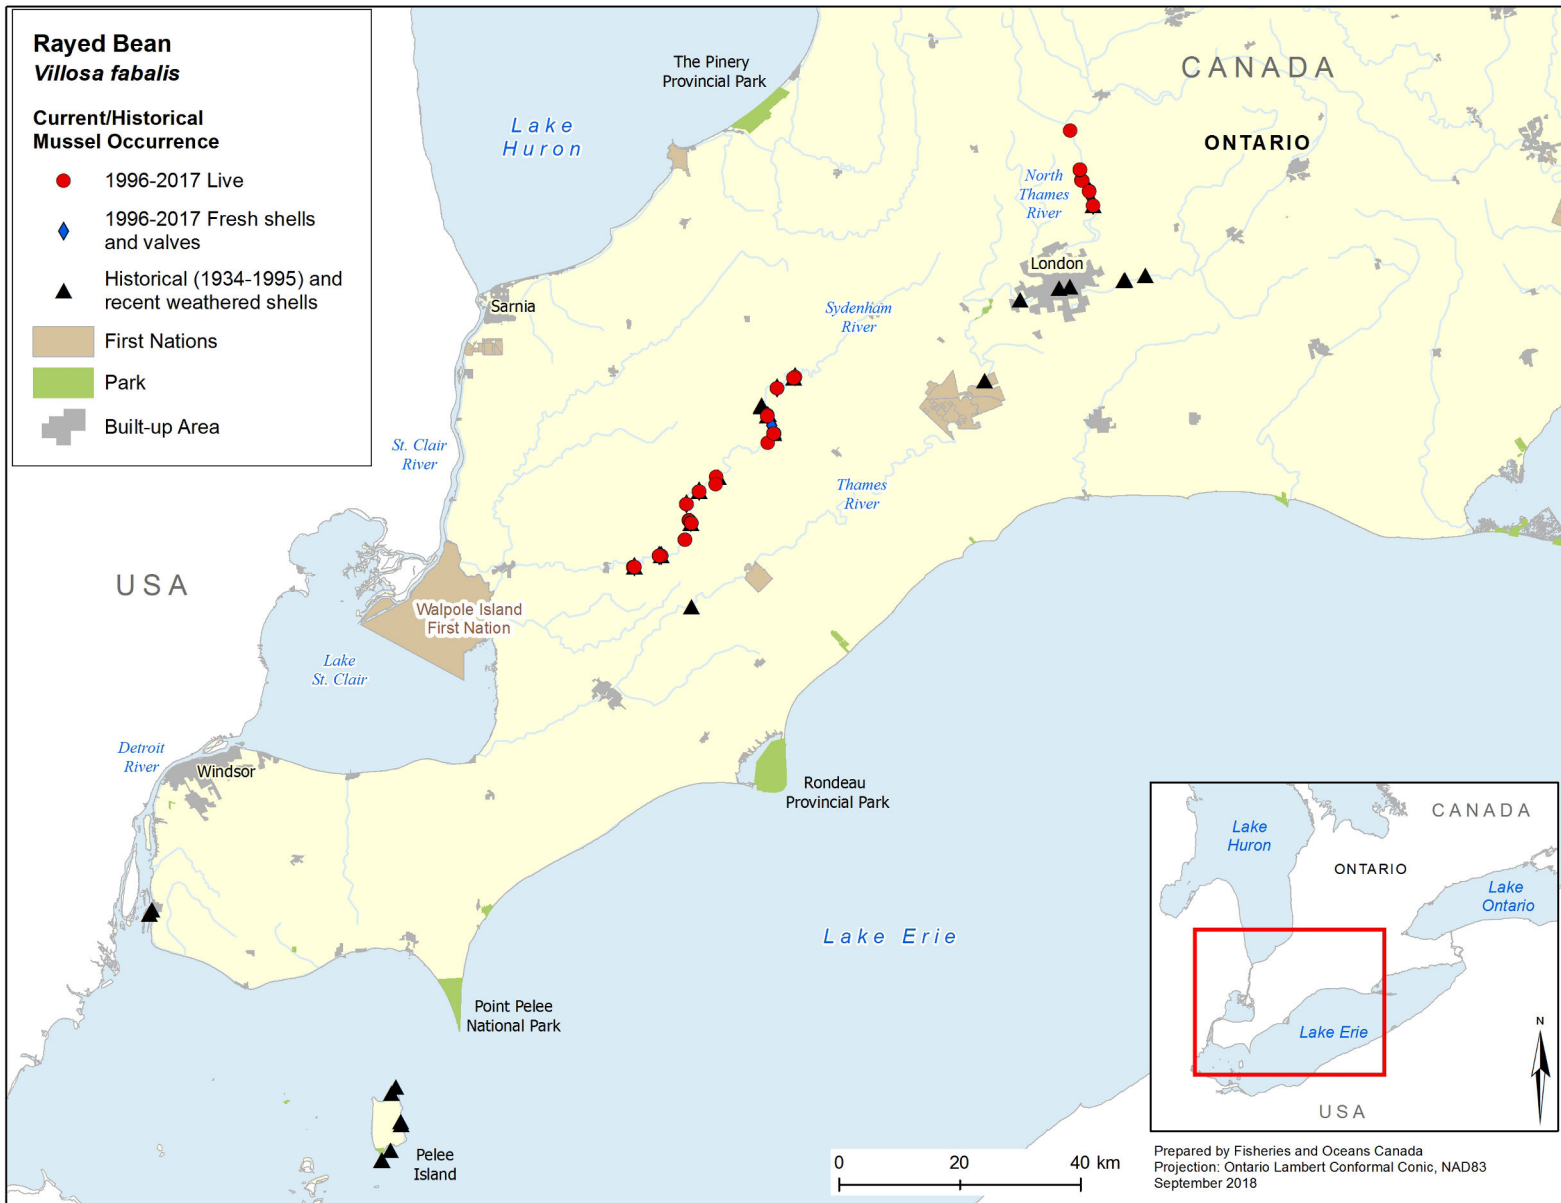 Rayed Bean
Villosa fabalis
Current/Historical
Mussel Occurrence
1996-2017 Live
1996-2017 Fresh shells
and valves
Historical (1934-1995) and
recent weathered shells
First Nations
Park
Built-up Area
The Pinery
Provincial Park
CANADA
Lake
Huron
ONTARIO
North
Thames
River
London
Sarnia
Sydenham
River
St. Clair
River
Thames
River
USA
Walpole Island
First Nation
Lake
St. Clair
Detroit
River
Windsor
Rondeau
Provincial Park
Lake Erie
Point Pelee
National Park
Pelee
Island
CANADA
Lake
Huron
ONTARIO
Lake
Ontario
Lake Erie
USA
N
0 20 40 km
Prepared by Fisheries and Oceans Canada
Projection: Ontario Lambert Conformal Conic, NAD83
September 2018